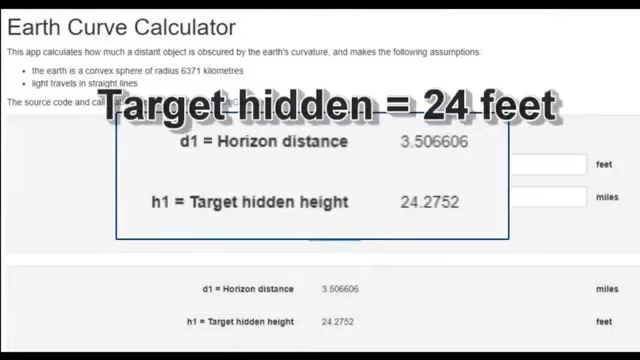 Earth Curve Calculator
This app calculates how much a distant object is obscured by the earth's curvature, and makes the following assumptions:
the earth is a convex sphere of radius 6371 kilometres
light travels in straight lines
The source code and
Target hidden = 24 feet
d1 = Horizon distance 3.506606
feet
h1 = Target hidden height 24.2752
miles
d1 = Horizon distance 3.506606 miles
h1 = Target hidden height 24.2752 feet